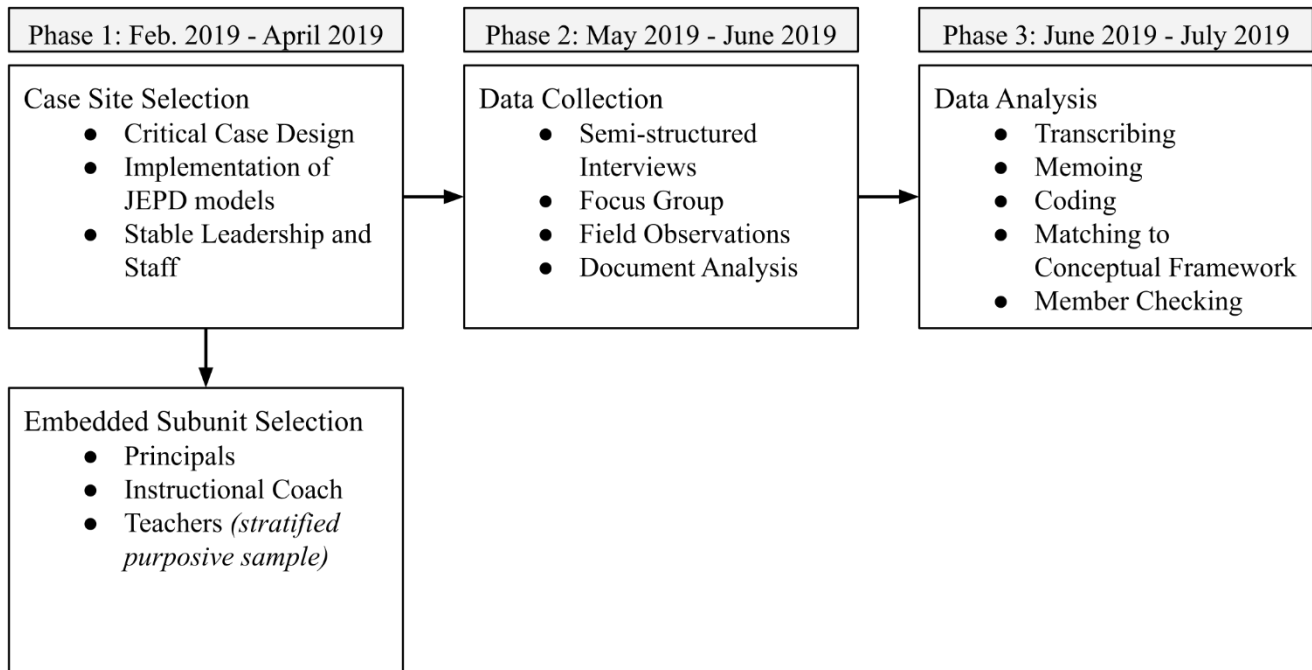 Phase 1: Feb. 2019 - April 2019
Case Site Selection
● Critical Case Design
● Implementation of
JEPD models
● Stable Leadership and
Staff
Embedded Subunit Selection
● Principals
● Instructional Coach
● Teachers (stratified
purposive sample)
Phase 2: May 2019 - June 2019
Data Collection
● Semi-structured
Interviews
● Focus Group
● Field Observations
● Document Analysis
Phase 3: June 2019 - July 2019
Data Analysis
● Transcribing
● Memoing
● Coding
● Matching to
Conceptual Framework
● Member Checking